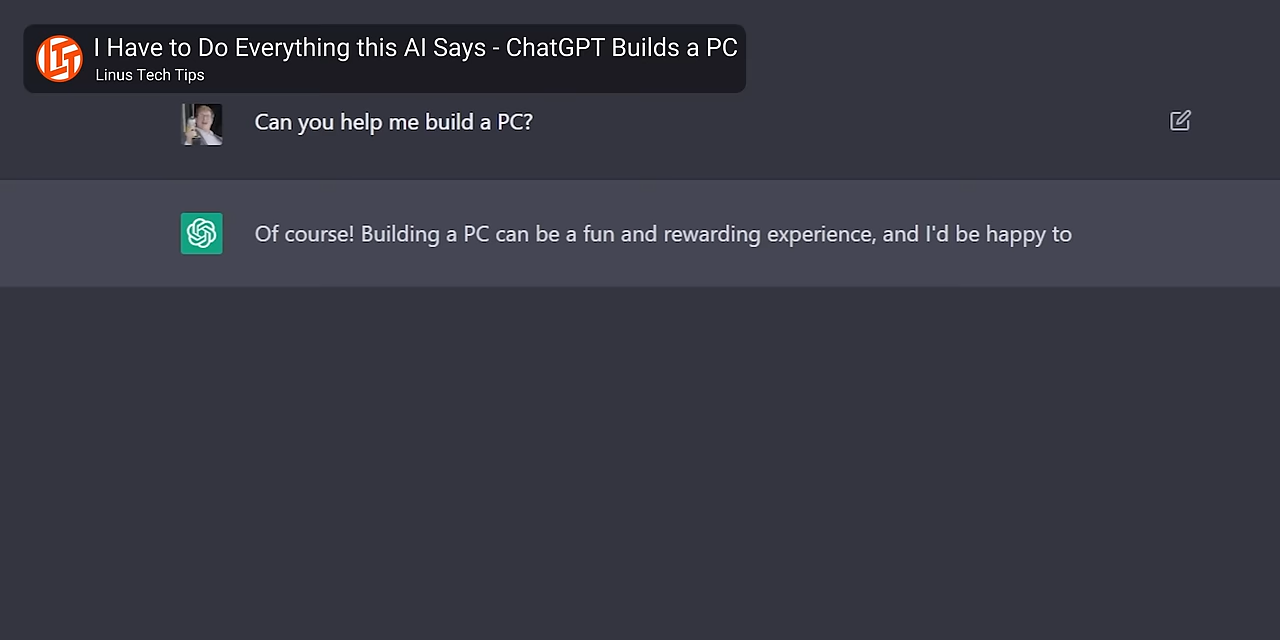 I Have to Do Everything this AI Says - ChatGPT Builds a PC
Linus Tech Tips
Can you help me build a PC?
Of course! Building a PC can be a fun and rewarding experience, and I'd be happy to